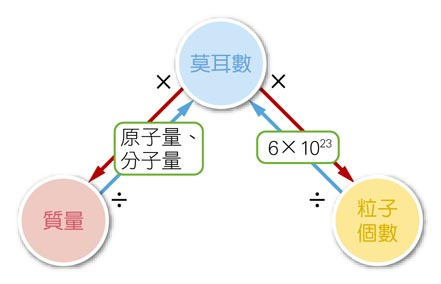 莫耳數
×
×
原子量、
分子量
6×10²³
÷
÷
質量
粒子
個數